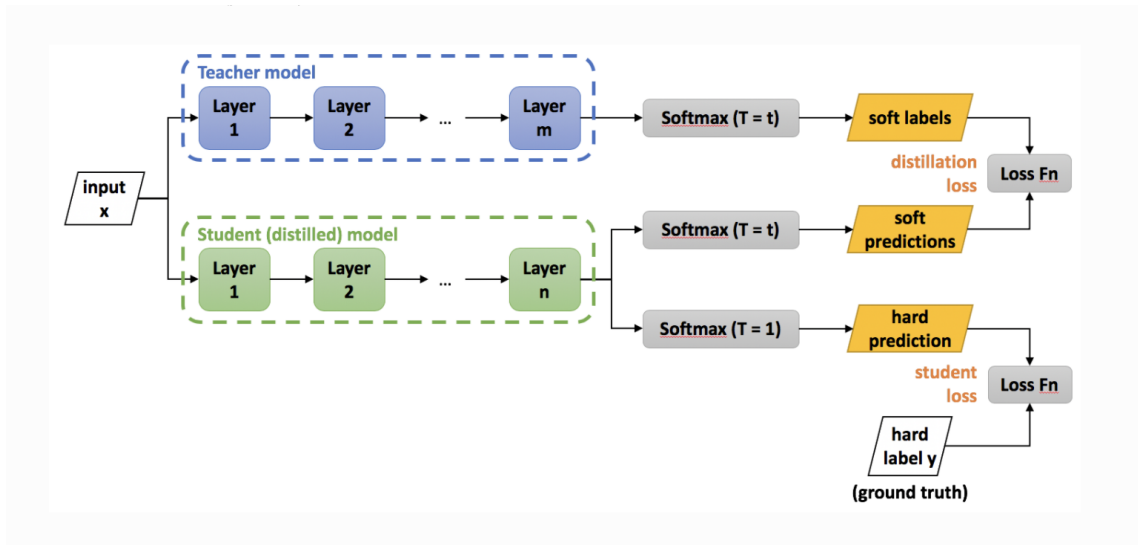 Teacher model
Layer
1
Layer
2
...
Layer
m
Softmax (T = t)
soft labels
distillation
loss
Loss Fn
input
x
Student (distilled) model
Layer
1
Layer
2
...
Layer
n
Softmax (T = t)
soft
predictions
Softmax (T = 1)
hard
prediction
student
loss
Loss Fn
hard
label y
(ground truth)